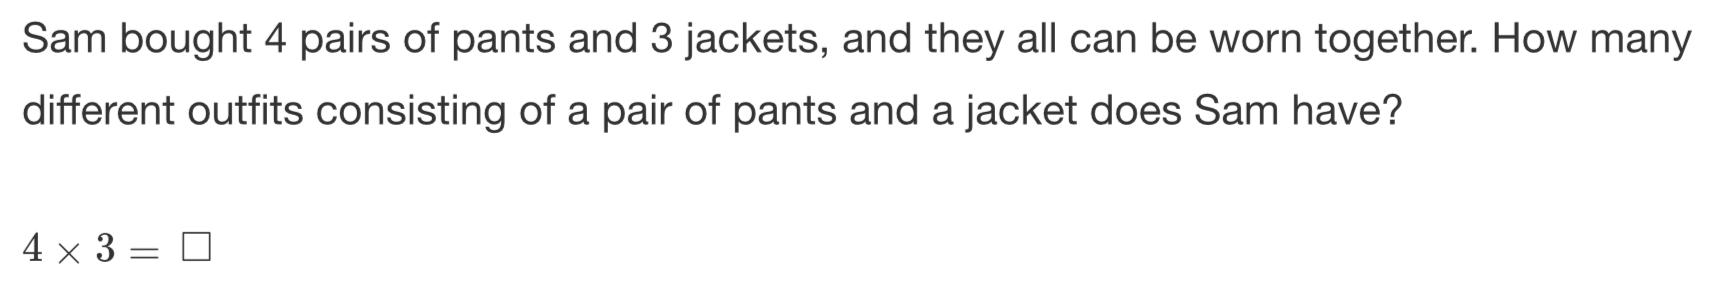 Sam bought 4 pairs of pants and 3 jackets, and they all can be worn together. How many
different outfits consisting of a pair of pants and a jacket does Sam have?
4 × 3 = □